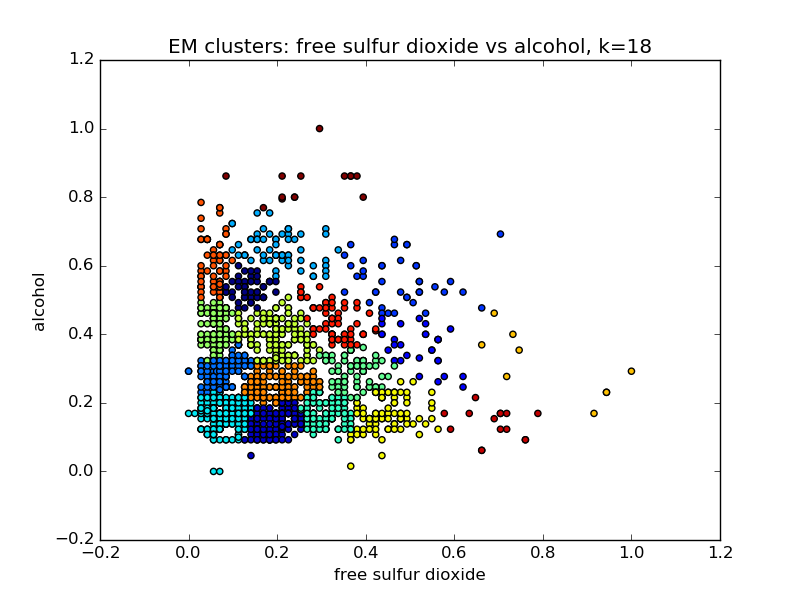 EM clusters: free sulfur dioxide vs alcohol, k=18
1.2
1.0
0.8
0.6
0.4
0.2
0.0
−0.2
alcohol
−0.2 0.0 0.2 0.4 0.6 0.8 1.0 1.2
free sulfur dioxide